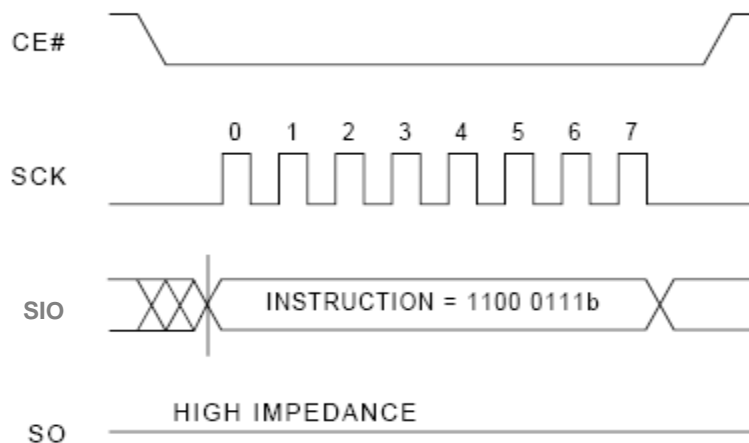 CE#
0 1 2 3 4 5 6 7
SCK
SIO
INSTRUCTION = 1100 0111b
HIGH IMPEDANCE
SO